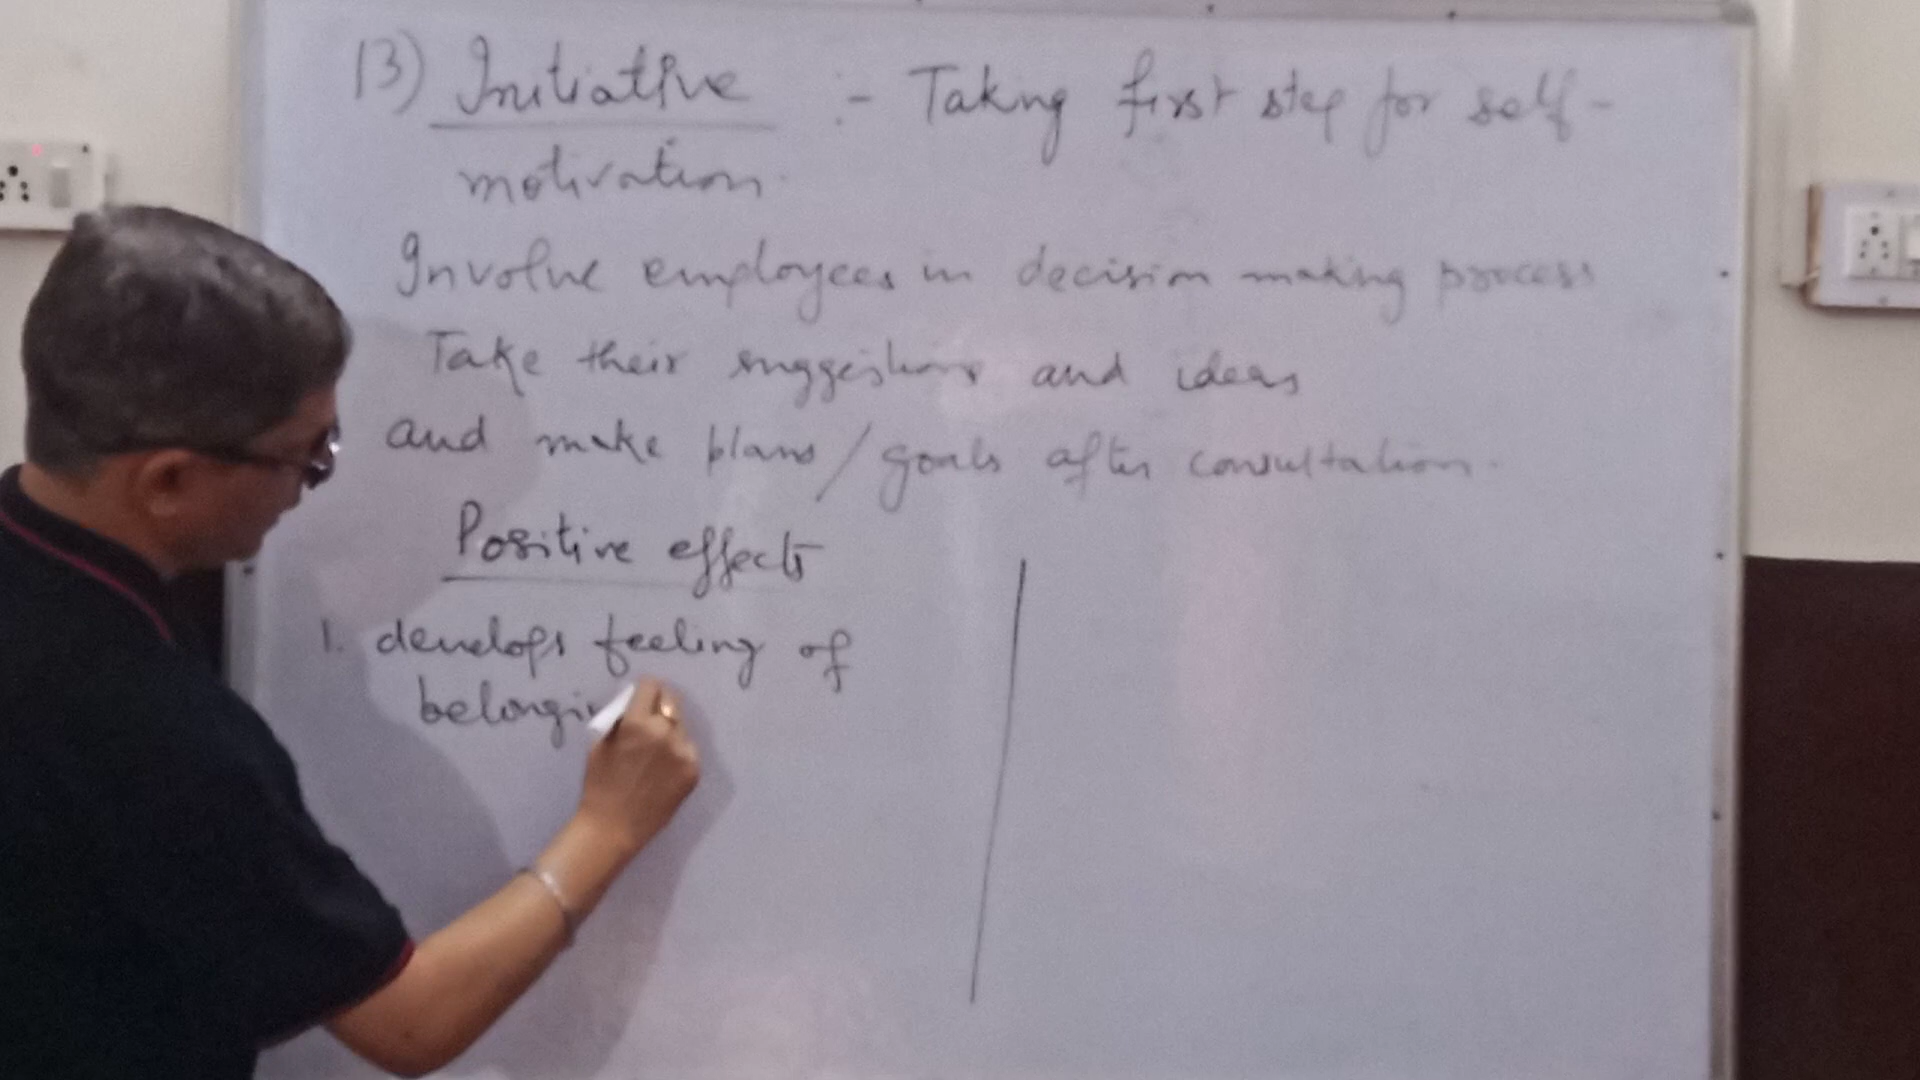 13) Initiative :- Taking first step for self-
motivation.
Involve employees in decision making process
Take their suggestions and ideas
and make plans/goals after consultation.
Positive effects
1. develops feeling of
belongin